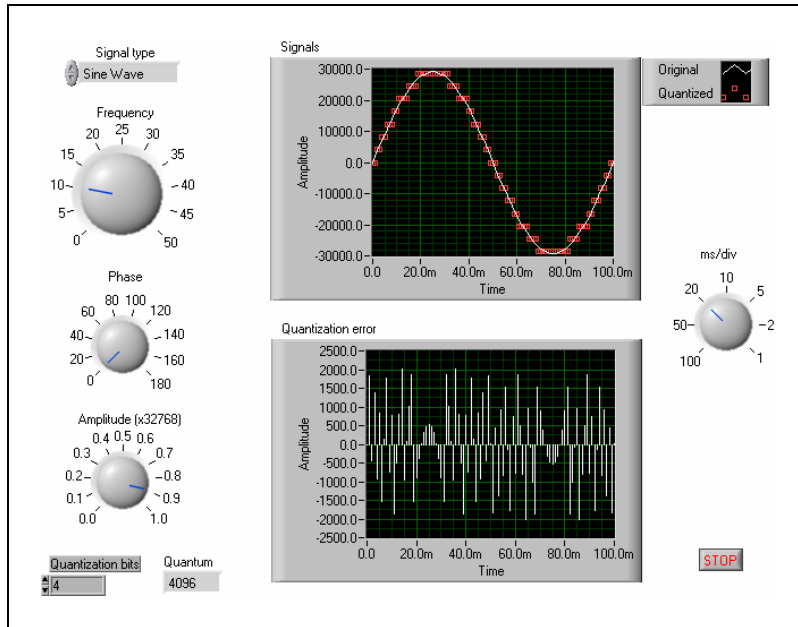 Signal type
Sine Wave
Frequency
0
5
10
15
20
25
30
35
40
45
50
Phase
0
20
40
60
80
100
120
140
160
180
Amplitude (x32768)
0.0
0.1
0.2
0.3
0.4
0.5
0.6
0.7
0.8
0.9
1.0
Quantization bits
4
Quantum
4096
Signals
Amplitude
30000.0
20000.0
10000.0
0.0
-10000.0
-20000.0
-30000.0
0.0
20.0m
40.0m
60.0m
80.0m
100.0m
Time
Original
Quantized
Quantization error
Amplitude
2500.0
2000.0
1500.0
1000.0
500.0
0.0
-500.0
-1000.0
-1500.0
-2000.0
-2500.0
0.0
20.0m
40.0m
60.0m
80.0m
100.0m
Time
ms/div
100
50
20
10
5
2
1
STOP